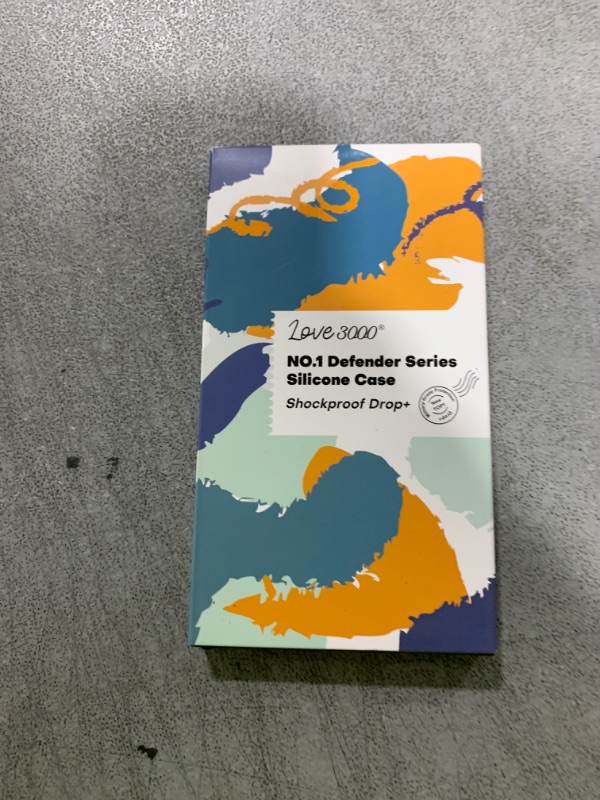 Love 3000®
NO.1 Defender Series
Silicone Case
Shockproof Drop+